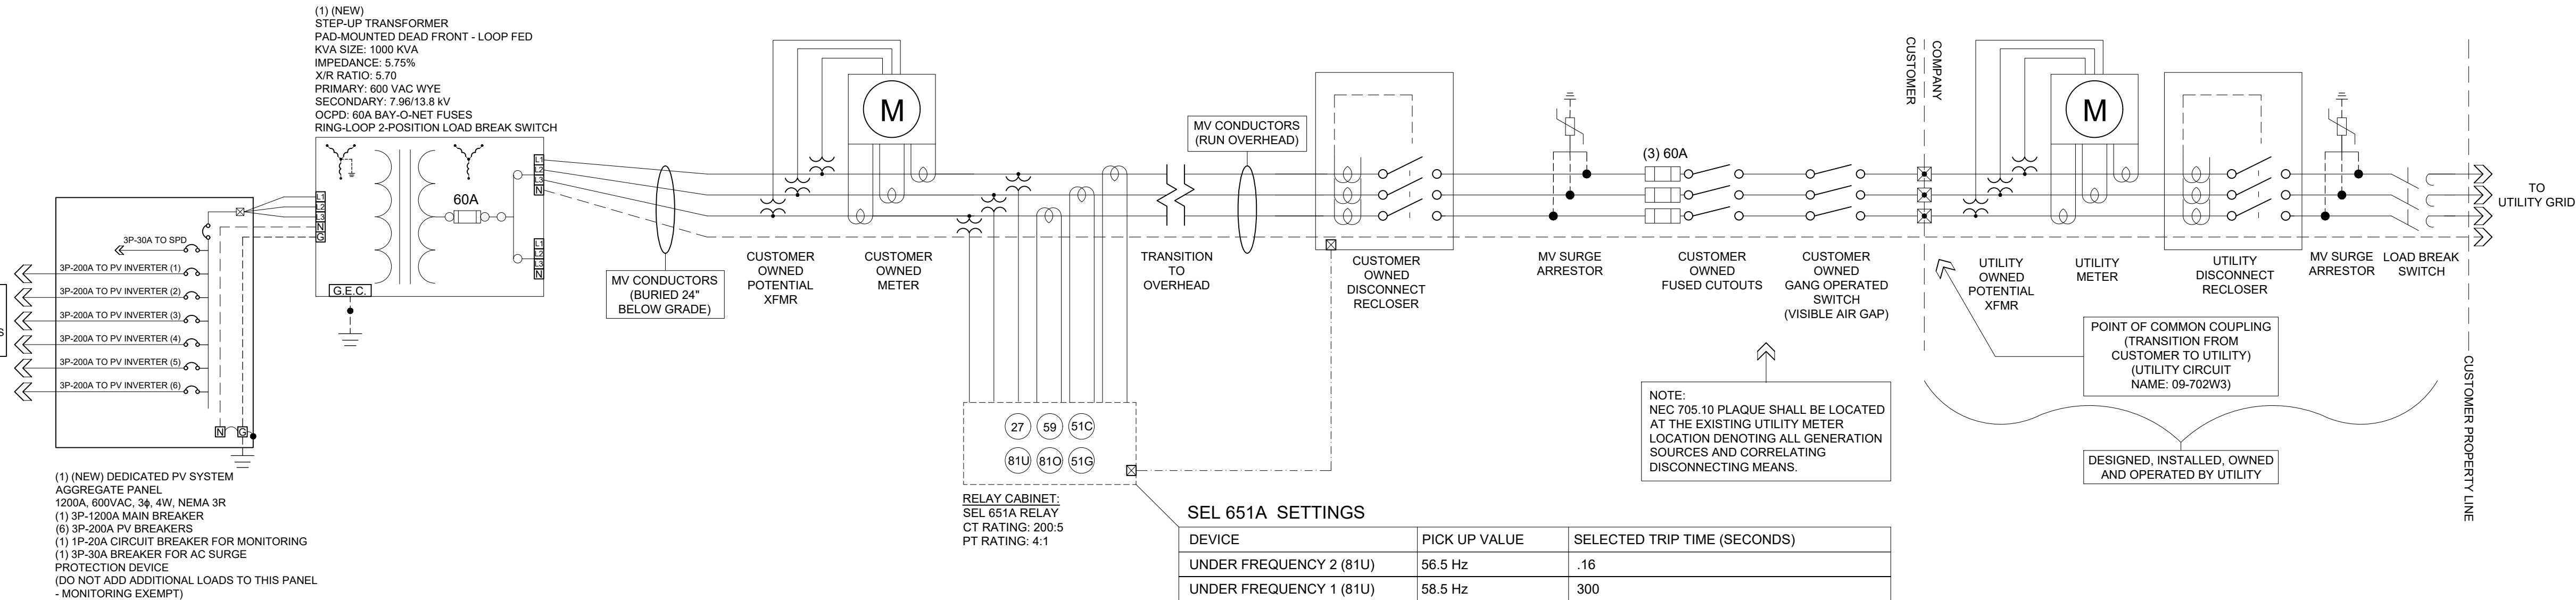 (1) (NEW)
STEP-UP TRANSFORMER
PAD-MOUNTED DEAD FRONT - LOOP FED
KVA SIZE: 1000 KVA
IMPEDANCE: 5.75%
X/R RATIO: 5.70
PRIMARY: 600 VAC WYE
SECONDARY: 7.96/13.8 kV
OCPD: 60A BAY-O-NET FUSES
RING-LOOP 2-POSITION LOAD BREAK SWITCH
L1
L2
L3
N
G
60A
L1
L2
L3
N
L1
L2
L3
N
G.E.C.
S
3P-30A TO SPD
3P-200A TO PV INVERTER (1)
3P-200A TO PV INVERTER (2)
3P-200A TO PV INVERTER (3)
3P-200A TO PV INVERTER (4)
3P-200A TO PV INVERTER (5)
3P-200A TO PV INVERTER (6)
N
G
(1) (NEW) DEDICATED PV SYSTEM
AGGREGATE PANEL
1200A, 600VAC, 3ϕ, 4W, NEMA 3R
(1) 3P-1200A MAIN BREAKER
(6) 3P-200A PV BREAKERS
(1) 1P-20A CIRCUIT BREAKER FOR MONITORING
(1) 3P-30A BREAKER FOR AC SURGE
PROTECTION DEVICE
(DO NOT ADD ADDITIONAL LOADS TO THIS PANEL
- MONITORING EXEMPT)
MV CONDUCTORS
(BURIED 24"
BELOW GRADE)
CUSTOMER
OWNED
POTENTIAL
XFMR
M
CUSTOMER
OWNED
METER
TRANSITION
TO
OVERHEAD
MV CONDUCTORS
(RUN OVERHEAD)
CUSTOMER
OWNED
DISCONNECT
RECLOSER
MV SURGE
ARRESTOR
(3) 60A
CUSTOMER
OWNED
FUSED CUTOUTS
CUSTOMER
OWNED
GANG OPERATED
SWITCH
(VISIBLE AIR GAP)
CUSTOMER
COMPANY
UTILITY
OWNED
POTENTIAL
XFMR
M
UTILITY
METER
UTILITY
DISCONNECT
RECLOSER
MV SURGE
ARRESTOR
LOAD BREAK
SWITCH
TO
UTILITY GRID
CUSTOMER PROPERTY LINE
POINT OF COMMON COUPLING
(TRANSITION FROM
CUSTOMER TO UTILITY)
(UTILITY CIRCUIT
NAME: 09-702W3)
DESIGNED, INSTALLED, OWNED
AND OPERATED BY UTILITY
NOTE:
NEC 705.10 PLAQUE SHALL BE LOCATED
AT THE EXISTING UTILITY METER
LOCATION DENOTING ALL GENERATION
SOURCES AND CORRELATING
DISCONNECTING MEANS.
27 59 51C
81U 81O 51G
RELAY CABINET:
SEL 651A RELAY
CT RATING: 200:5
PT RATING: 4:1
SEL 651A SETTINGS
DEVICE PICK UP VALUE SELECTED TRIP TIME (SECONDS)
UNDER FREQUENCY 2 (81U) 56.5 Hz .16
UNDER FREQUENCY 1 (81U) 58.5 Hz 300